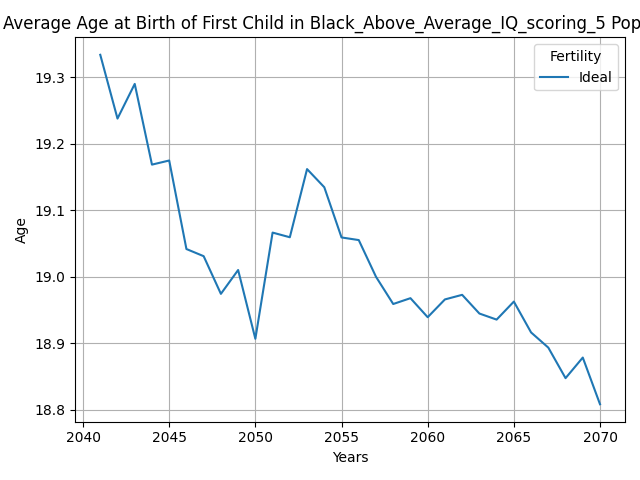 Average Age at Birth of First Child in Black_Above_Average_IQ_scoring_5 Pop
Fertility
Ideal
19.3
19.2
19.1
19.0
18.9
18.8
Age
2040
2045
2050
2055
2060
2065
2070
Years